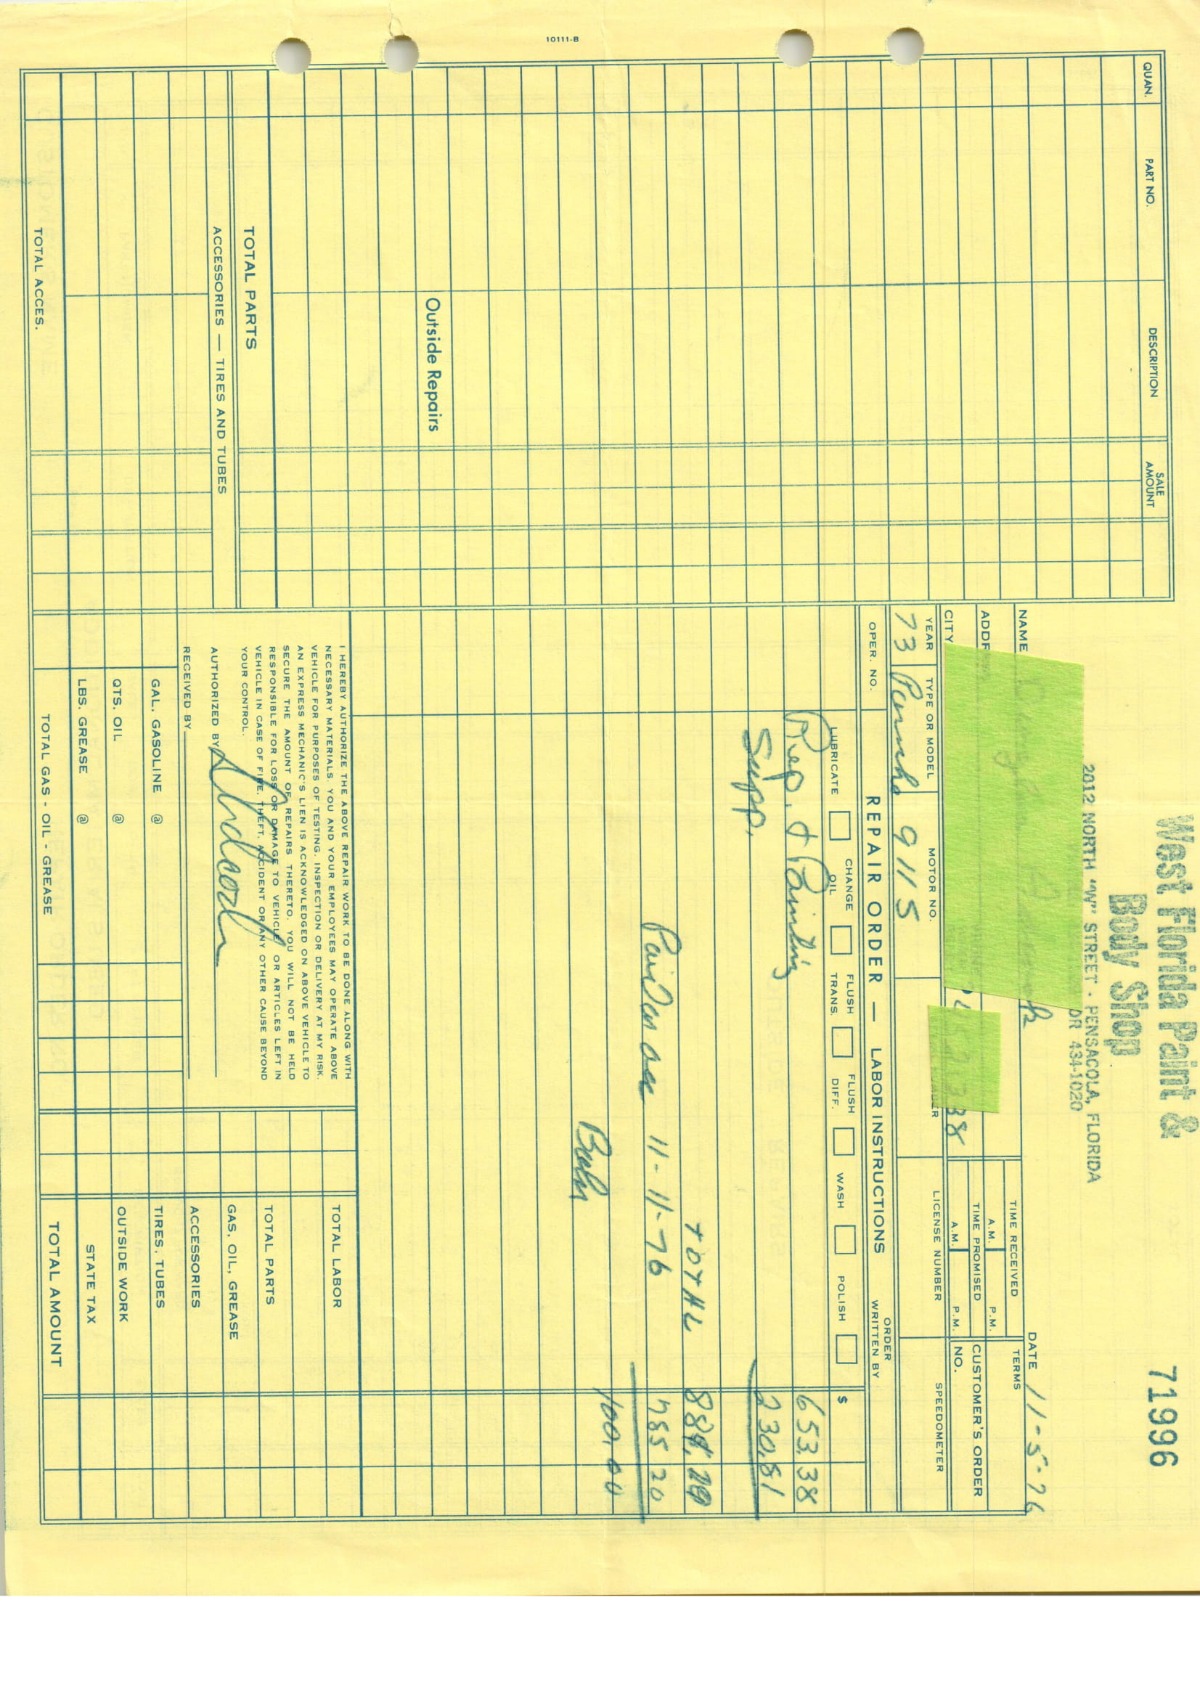 71996
West Florida Paint &
Body Shop
2012 NORTH "W" STREET - PENSACOLA, FLORIDA
OR 434-1020
DATE 11-5-76
NAME
TERMS
TIME RECEIVED
A.M. P.M.
CUSTOMER'S ORDER
NO.
TIME PROMISED
A.M. P.M.
CITY
38
YEAR TYPE OR MODEL MOTOR NO. LICENSE NUMBER SPEEDOMETER
73 911S
OPER. NO. REPAIR ORDER — LABOR INSTRUCTIONS ORDER WRITTEN BY
LUBRICATE CHANGE OIL FLUSH TRANS. FLUSH DIFF. WASH POLISH $
Rep. & Painting 653.38
Supp. 230.81
TOTAL 884.19
Paid on acc 11-11-76 785 20
100.00
I HEREBY AUTHORIZE THE ABOVE REPAIR WORK TO BE DONE ALONG WITH
NECESSARY MATERIALS. YOU AND YOUR EMPLOYEES MAY OPERATE ABOVE
VEHICLE FOR PURPOSES OF TESTING, INSPECTION OR DELIVERY AT MY RISK.
AN EXPRESS MECHANIC'S LIEN IS ACKNOWLEDGED ON ABOVE VEHICLE TO
SECURE THE AMOUNT OF REPAIRS THERETO. YOU WILL NOT BE HELD
RESPONSIBLE FOR LOSS OR DAMAGE TO VEHICLE OR ARTICLES LEFT IN
VEHICLE IN CASE OF FIRE, THEFT, ACCIDENT OR ANY OTHER CAUSE BEYOND
YOUR CONTROL.
AUTHORIZED BY
RECEIVED BY
GAL. GASOLINE @
QTS. OIL @
LBS. GREASE @
TOTAL GAS - OIL - GREASE
TOTAL LABOR
TOTAL PARTS
GAS, OIL, GREASE
ACCESSORIES
TIRES, TUBES
OUTSIDE WORK
STATE TAX
TOTAL AMOUNT
QUAN. PART NO. DESCRIPTION SALE AMOUNT
Outside Repairs
TOTAL PARTS
ACCESSORIES — TIRES AND TUBES
TOTAL ACCES.
10111-B